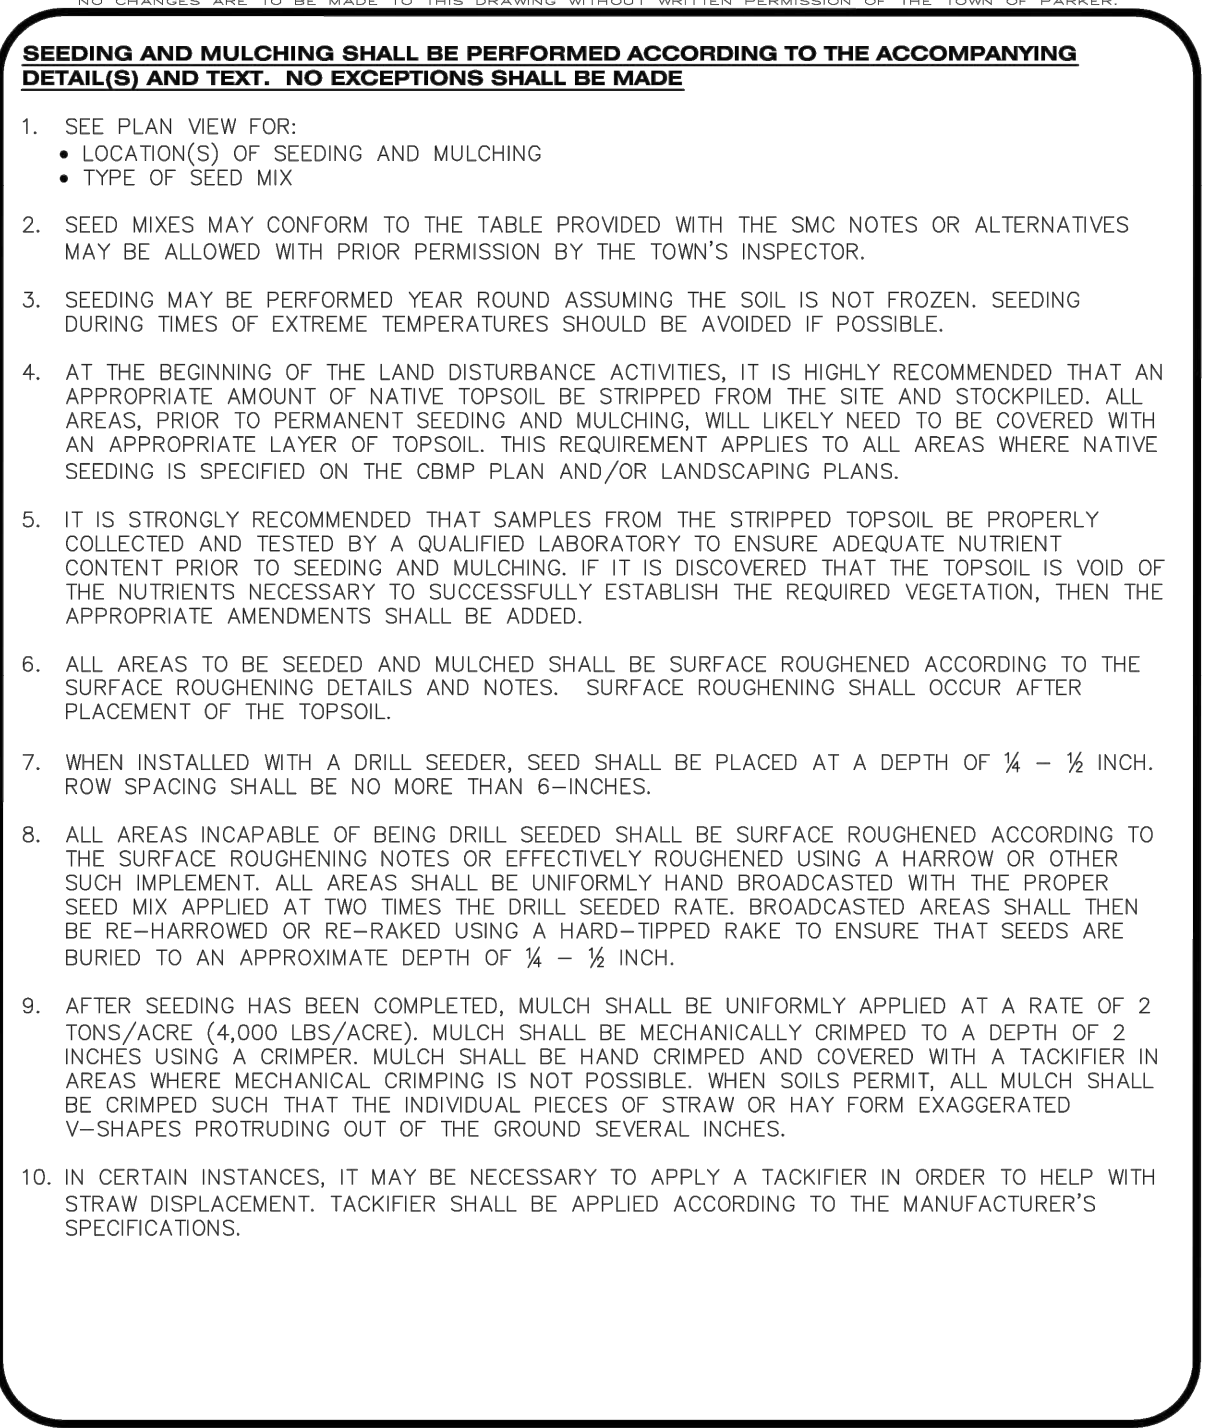 NO CHANGES ARE TO BE MADE TO THIS DRAWING WITHOUT WRITTEN PERMISSION OF THE TOWN OF PARKER.
SEEDING AND MULCHING SHALL BE PERFORMED ACCORDING TO THE ACCOMPANYING
DETAIL(S) AND TEXT. NO EXCEPTIONS SHALL BE MADE
1. SEE PLAN VIEW FOR:
• LOCATION(S) OF SEEDING AND MULCHING
• TYPE OF SEED MIX
2. SEED MIXES MAY CONFORM TO THE TABLE PROVIDED WITH THE SMC NOTES OR ALTERNATIVES
MAY BE ALLOWED WITH PRIOR PERMISSION BY THE TOWN'S INSPECTOR.
3. SEEDING MAY BE PERFORMED YEAR ROUND ASSUMING THE SOIL IS NOT FROZEN. SEEDING
DURING TIMES OF EXTREME TEMPERATURES SHOULD BE AVOIDED IF POSSIBLE.
4. AT THE BEGINNING OF THE LAND DISTURBANCE ACTIVITIES, IT IS HIGHLY RECOMMENDED THAT AN
APPROPRIATE AMOUNT OF NATIVE TOPSOIL BE STRIPPED FROM THE SITE AND STOCKPILED. ALL
AREAS, PRIOR TO PERMANENT SEEDING AND MULCHING, WILL LIKELY NEED TO BE COVERED WITH
AN APPROPRIATE LAYER OF TOPSOIL. THIS REQUIREMENT APPLIES TO ALL AREAS WHERE NATIVE
SEEDING IS SPECIFIED ON THE CBMP PLAN AND/OR LANDSCAPING PLANS.
5. IT IS STRONGLY RECOMMENDED THAT SAMPLES FROM THE STRIPPED TOPSOIL BE PROPERLY
COLLECTED AND TESTED BY A QUALIFIED LABORATORY TO ENSURE ADEQUATE NUTRIENT
CONTENT PRIOR TO SEEDING AND MULCHING. IF IT IS DISCOVERED THAT THE TOPSOIL IS VOID OF
THE NUTRIENTS NECESSARY TO SUCCESSFULLY ESTABLISH THE REQUIRED VEGETATION, THEN THE
APPROPRIATE AMENDMENTS SHALL BE ADDED.
6. ALL AREAS TO BE SEEDED AND MULCHED SHALL BE SURFACE ROUGHENED ACCORDING TO THE
SURFACE ROUGHENING DETAILS AND NOTES. SURFACE ROUGHENING SHALL OCCUR AFTER
PLACEMENT OF THE TOPSOIL.
7. WHEN INSTALLED WITH A DRILL SEEDER, SEED SHALL BE PLACED AT A DEPTH OF ¼ – ½ INCH.
ROW SPACING SHALL BE NO MORE THAN 6–INCHES.
8. ALL AREAS INCAPABLE OF BEING DRILL SEEDED SHALL BE SURFACE ROUGHENED ACCORDING TO
THE SURFACE ROUGHENING NOTES OR EFFECTIVELY ROUGHENED USING A HARROW OR OTHER
SUCH IMPLEMENT. ALL AREAS SHALL BE UNIFORMLY HAND BROADCASTED WITH THE PROPER
SEED MIX APPLIED AT TWO TIMES THE DRILL SEEDED RATE. BROADCASTED AREAS SHALL THEN
BE RE–HARROWED OR RE–RAKED USING A HARD–TIPPED RAKE TO ENSURE THAT SEEDS ARE
BURIED TO AN APPROXIMATE DEPTH OF ¼ – ½ INCH.
9. AFTER SEEDING HAS BEEN COMPLETED, MULCH SHALL BE UNIFORMLY APPLIED AT A RATE OF 2
TONS/ACRE (4,000 LBS/ACRE). MULCH SHALL BE MECHANICALLY CRIMPED TO A DEPTH OF 2
INCHES USING A CRIMPER. MULCH SHALL BE HAND CRIMPED AND COVERED WITH A TACKIFIER IN
AREAS WHERE MECHANICAL CRIMPING IS NOT POSSIBLE. WHEN SOILS PERMIT, ALL MULCH SHALL
BE CRIMPED SUCH THAT THE INDIVIDUAL PIECES OF STRAW OR HAY FORM EXAGGERATED
V–SHAPES PROTRUDING OUT OF THE GROUND SEVERAL INCHES.
10. IN CERTAIN INSTANCES, IT MAY BE NECESSARY TO APPLY A TACKIFIER IN ORDER TO HELP WITH
STRAW DISPLACEMENT. TACKIFIER SHALL BE APPLIED ACCORDING TO THE MANUFACTURER'S
SPECIFICATIONS.